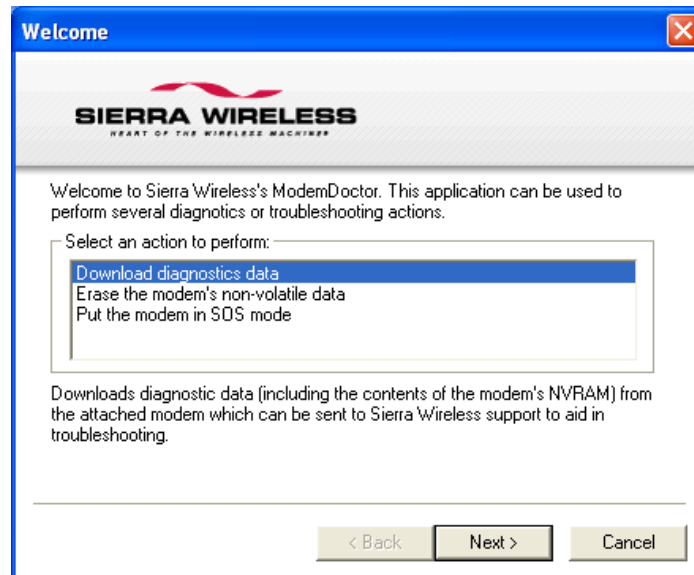 Welcome
SIERRA WIRELESS
HEART OF THE WIRELESS MACHINE®
Welcome to Sierra Wireless's ModemDoctor. This application can be used to
perform several diagnotics or troubleshooting actions.
Select an action to perform:
Download diagnostics data
Erase the modem's non-volatile data
Put the modem in SOS mode
Downloads diagnostic data (including the contents of the modem's NVRAM) from
the attached modem which can be sent to Sierra Wireless support to aid in
troubleshooting.
< Back
Next >
Cancel